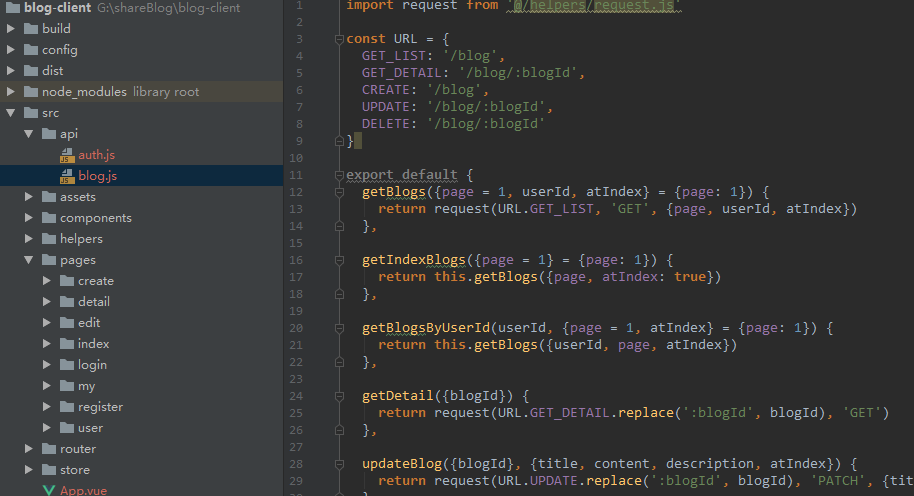 blog-client G:\shareBlog\blog-client
build
config
dist
node_modules library root
src
api
auth.js
blog.js
assets
components
helpers
pages
create
detail
edit
index
login
my
register
user
router
store
App.vue
1 import request from '@/helpers/request.js'
2
3 const URL = {
4 GET_LIST: '/blog',
5 GET_DETAIL: '/blog/:blogId',
6 CREATE: '/blog',
7 UPDATE: '/blog/:blogId',
8 DELETE: '/blog/:blogId'
9 }
10
11 export default {
12 getBlogs({page = 1, userId, atIndex} = {page: 1}) {
13 return request(URL.GET_LIST, 'GET', {page, userId, atIndex})
14 },
15
16 getIndexBlogs({page = 1} = {page: 1}) {
17 return this.getBlogs({page, atIndex: true})
18 },
19
20 getBlogsByUserId(userId, {page = 1, atIndex} = {page: 1}) {
21 return this.getBlogs({userId, page, atIndex})
22 },
23
24 getDetail({blogId}) {
25 return request(URL.GET_DETAIL.replace(':blogId', blogId), 'GET')
26 },
27
28 updateBlog({blogId}, {title, content, description, atIndex}) {
29 return request(URL.UPDATE.replace(':blogId', blogId), 'PATCH', {tit